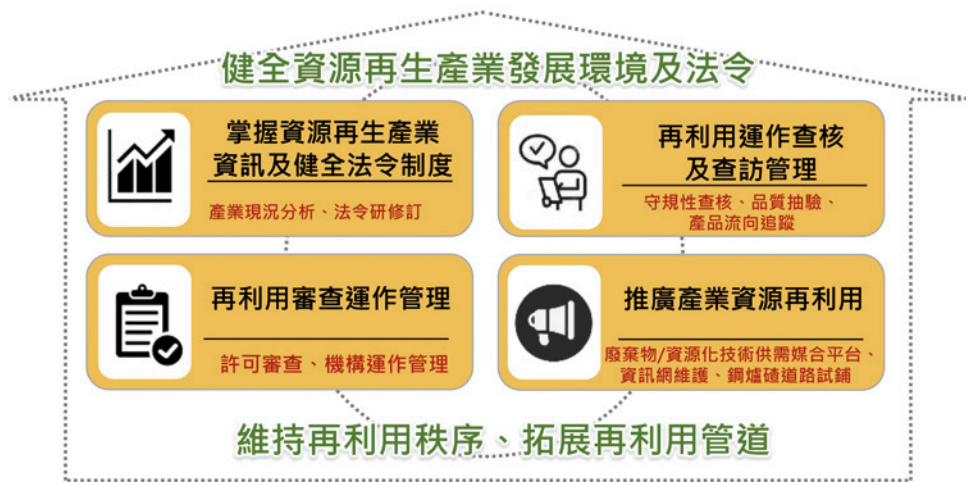 健全資源再生產業發展環境及法令
掌握資源再生產業
資訊及健全法令制度
產業現況分析、法令研修訂
再利用運作查核
及查訪管理
守規性查核、品質抽驗、
產品流向追蹤
再利用審查運作管理
許可審查、機構運作管理
推廣產業資源再利用
廢棄物/資源化技術供需媒合平台、
資訊網維護、鋼爐碴道路試鋪
維持再利用秩序、拓展再利用管道